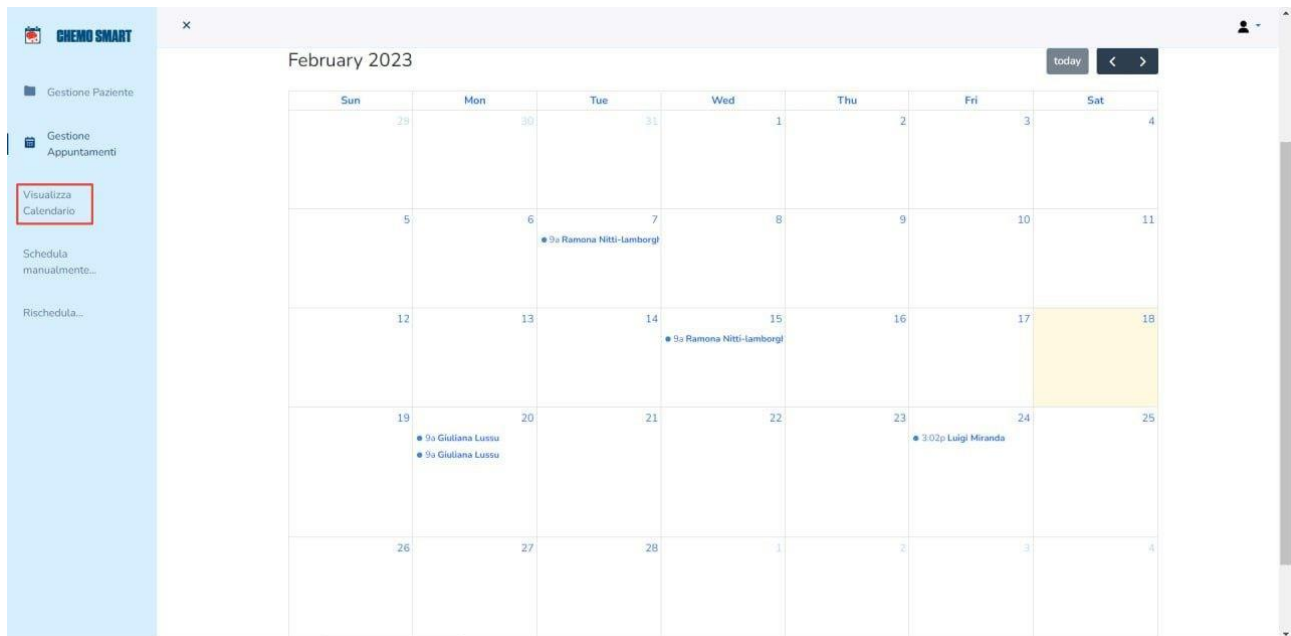 CHEMO SMART
×
Gestione Paziente
Gestione
Appuntamenti
Visualizza
Calendario
Schedula
manualmente...
Rischedula...
February 2023
today
Sun Mon Tue Wed Thu Fri Sat
29 30 31 1 2 3 4
5 6 7 8 9 10 11
9a Ramona Nitti-lamborgh
12 13 14 15 16 17 18
9a Ramona Nitti-lamborgh
19 20 21 22 23 24 25
9a Giuliana Lussu 3:02p Luigi Miranda
9a Giuliana Lussu
26 27 28 1 2 3 4